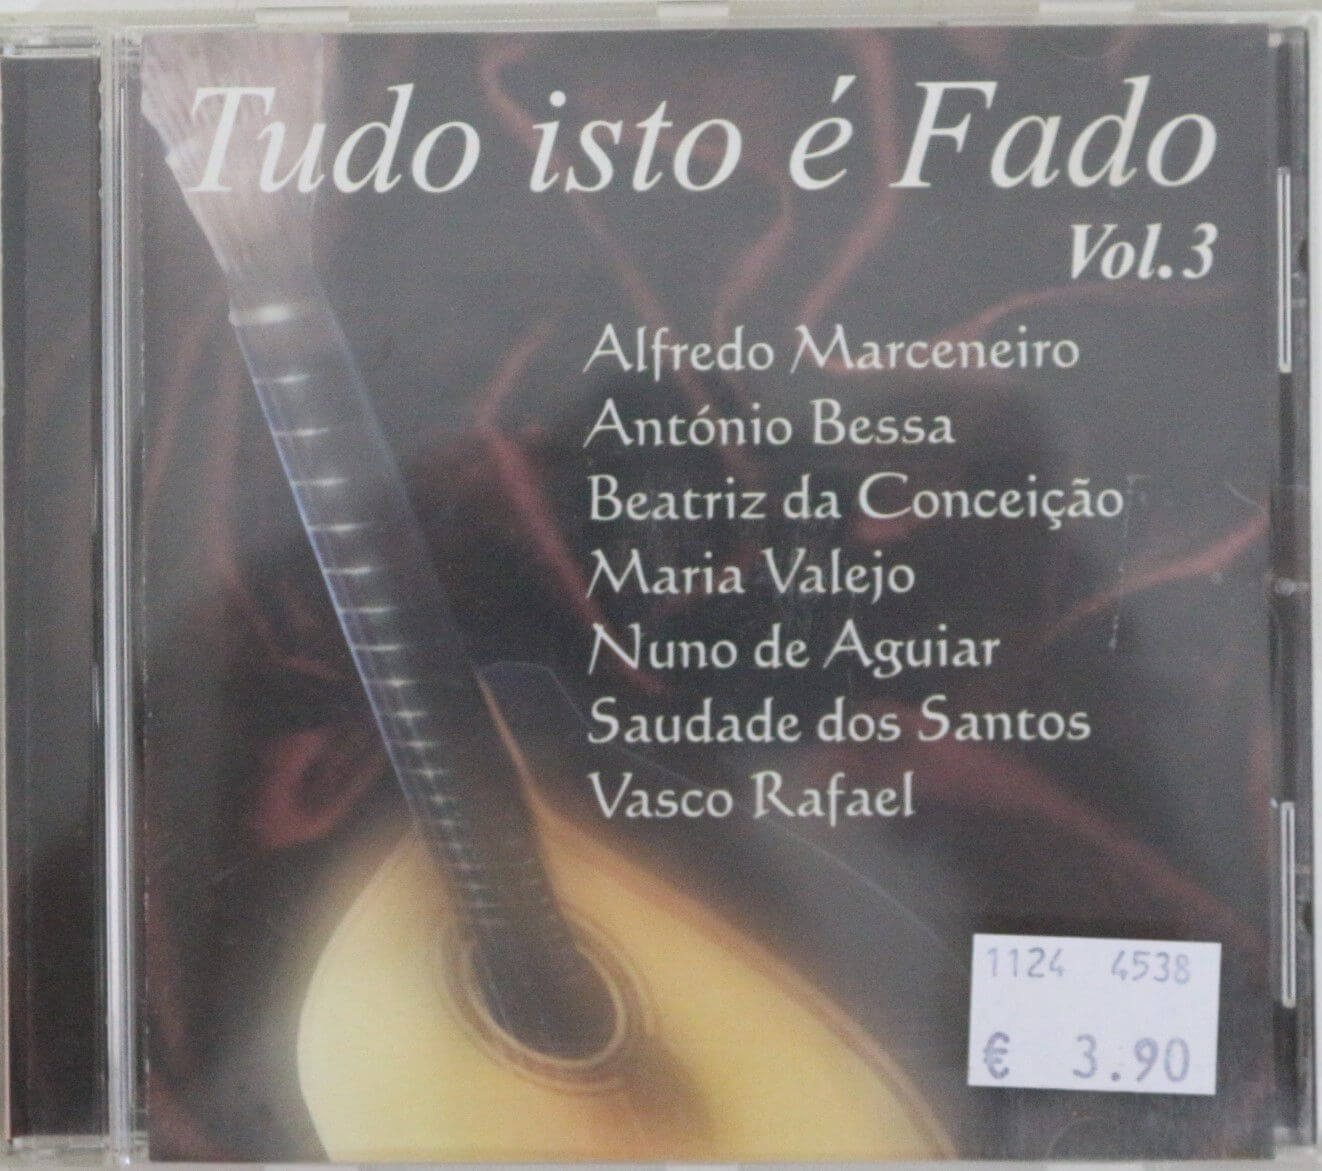 Tudo isto é Fado
Vol.3
Alfredo Marceneiro
António Bessa
Beatriz da Conceição
Maria Valejo
Nuno de Aguiar
Saudade dos Santos
Vasco Rafael
1124 4538
€ 3.90